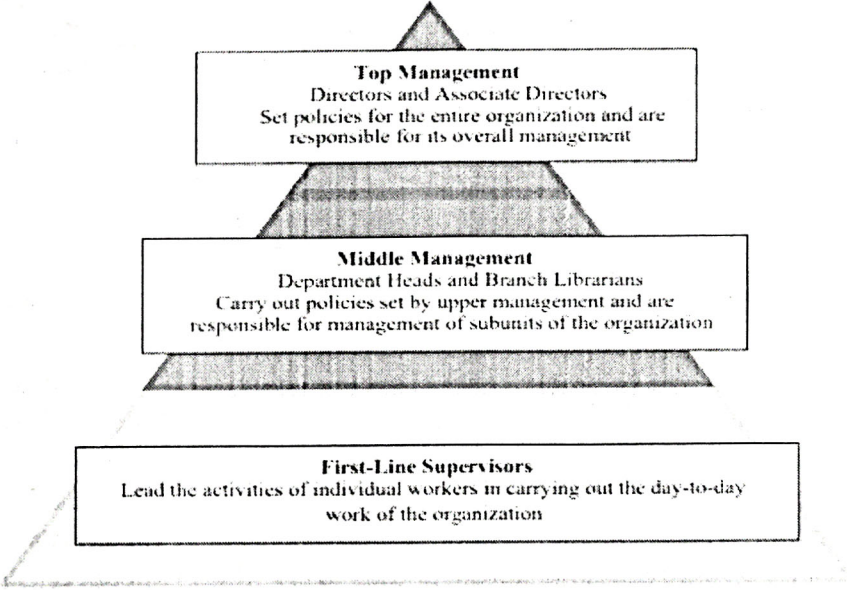 Top Management
Directors and Associate Directors
Set policies for the entire organization and are
responsible for its overall management
Middle Management
Department Heads and Branch Librarians
Carry out policies set by upper management and are
responsible for management of subunits of the organization
First-Line Supervisors
Lead the activities of individual workers in carrying out the day-to-day
work of the organization